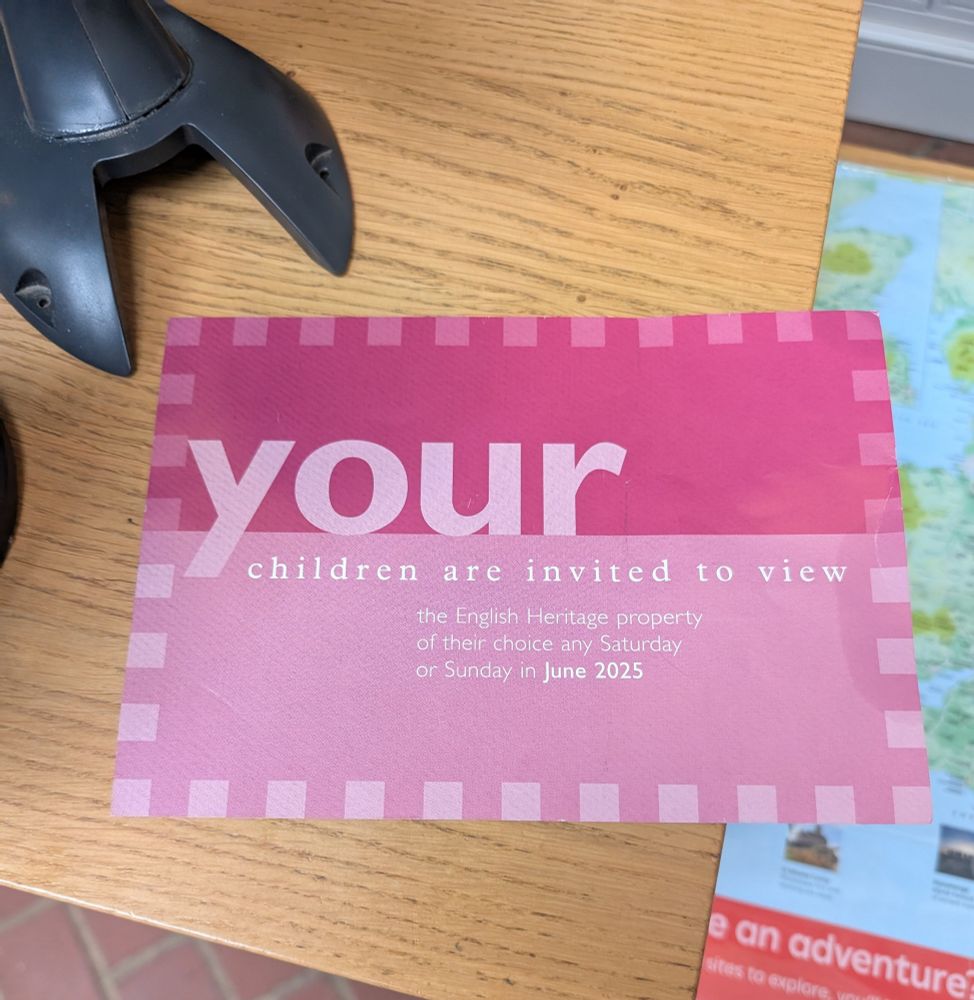 your
children are invited to view
the English Heritage property
of their choice any Saturday
or Sunday in June 2025
e an adventure?
sites to explore,